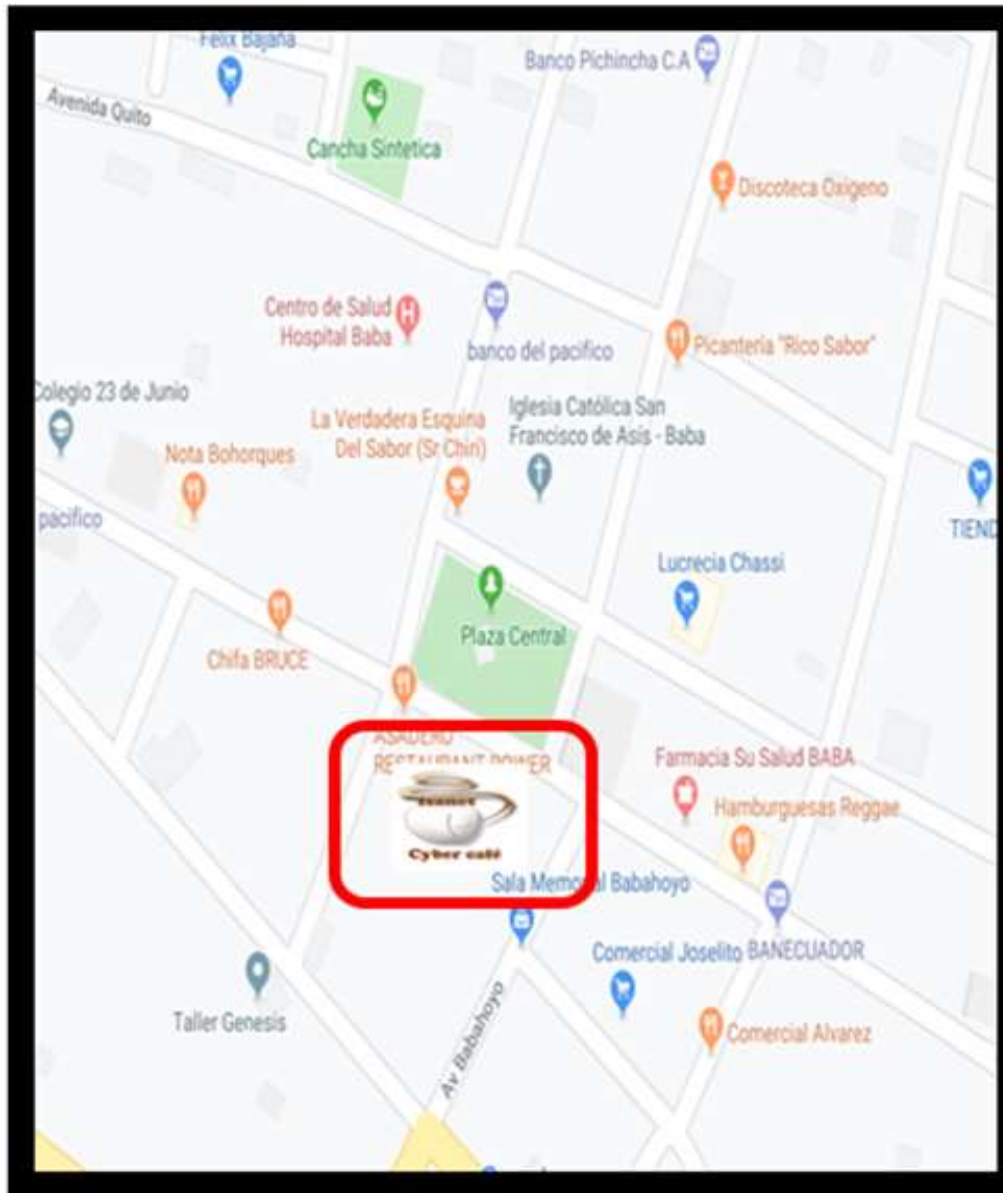 Felix Bajaña
Banco Pichincha C.A
Avenida Quito
Cancha Sintetica
Discoteca Oxigeno
Centro de Salud
Hospital Baba
banco del pacifico
Picanteria "Rico Sabor"
Colegio 23 de Junio
La Verdadera Esquina
Del Sabor (Sr Chiri)
Iglesia Católica San
Francisco de Asis - Baba
Nota Bohorques
pacifico
TIEND
Lucrecia Chassi
Plaza Central
Chifa BRUCE
ASADERO
RESTAURANT POWER
Farmacia Su Salud BABA
Hamburguesas Reggae
Cyber café
Sala Memorial Babahoyo
Comercial Joselito
BANECUADOR
Taller Genesis
Av Babahoyo
Comercial Alvarez